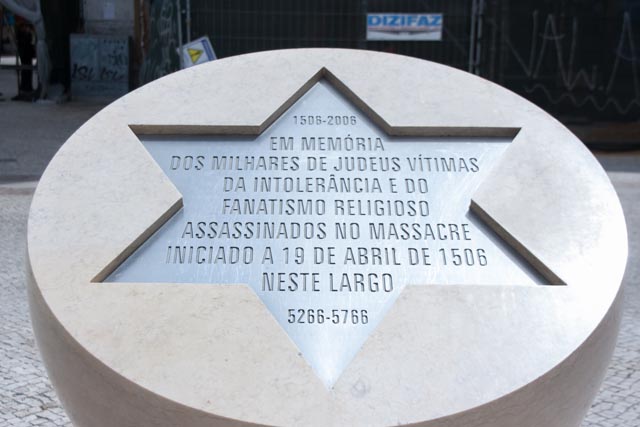 DIZIFAZ
1506-2006
EM MEMÓRIA
DOS MILHARES DE JUDEUS VÍTIMAS
DA INTOLERÂNCIA E DO
FANATISMO RELIGIOSO
ASSASSINADOS NO MASSACRE
INICIADO A 19 DE ABRIL DE 1506
NESTE LARGO
5266-5766